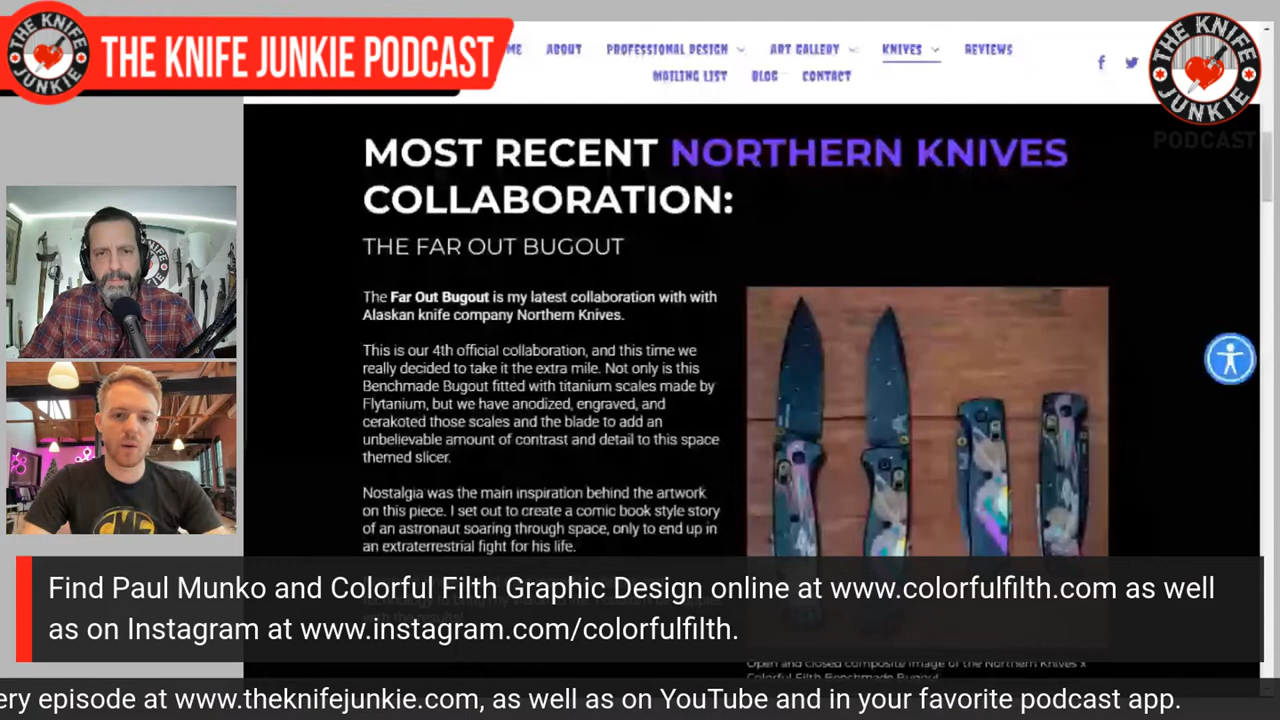 THE KNIFE JUNKIE PODCAST
THE KNIFE
JUNKIE
ME ABOUT PROFESSIONAL DESIGN ART GALLERY KNIVES REVIEWS
MAILING LIST BLOG CONTACT
THE KNIFE
JUNKIE
PODCAST
MOST RECENT NORTHERN KNIVES
COLLABORATION:
THE FAR OUT BUGOUT
The Far Out Bugout is my latest collaboration with with
Alaskan knife company Northern Knives.
This is our 4th official collaboration, and this time we
really decided to take it the extra mile. Not only is this
Benchmade Bugout fitted with titanium scales made by
Flytanium, but we have anodized, engraved, and
cerakoted those scales and the blade to add an
unbelievable amount of contrast and detail to this space
themed slicer.
Nostalgia was the main inspiration behind the artwork
on this piece. I set out to create a comic book style story
of an astronaut soaring through space, only to end up in
an extraterrestrial fight for his life.
Open and closed composite image of the Northern Knives x
Colorful Filth Benchmade Bugout
Find Paul Munko and Colorful Filth Graphic Design online at www.colorfulfilth.com as well
as on Instagram at www.instagram.com/colorfulfilth.
ery episode at www.theknifejunkie.com, as well as on YouTube and in your favorite podcast app.